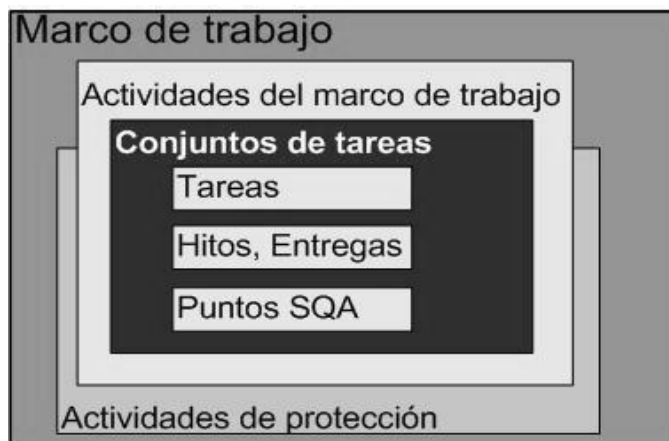 Marco de trabajo
Actividades del marco de trabajo
Conjuntos de tareas
Tareas
Hitos, Entregas
Puntos SQA
Actividades de protección